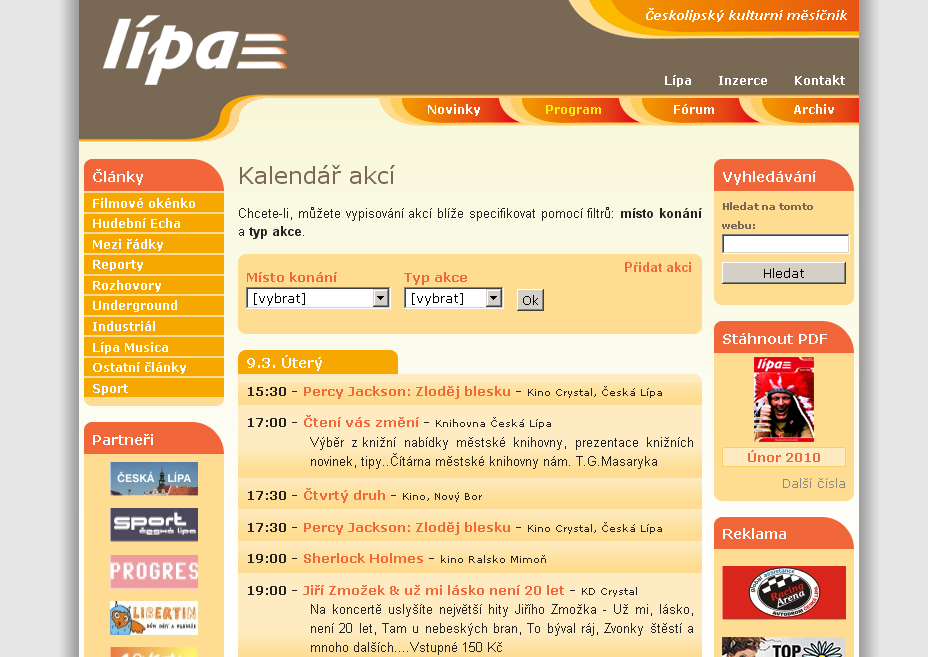 lípa
Českolipský kulturní měsíčník
Lípa Inzerce Kontakt
Novinky Program Fórum Archiv
Články
Filmové okénko
Hudební Echa
Mezi řádky
Reporty
Rozhovory
Underground
Industriál
Lípa Musica
Ostatní články
Sport
Partneři
ČESKÁ LÍPA
sport
česká lípa
PROGRES
LIBERTIN
DŮM DĚTÍ A MLÁDEŽE
Kalendář akcí
Chcete-li, můžete vypisování akcí blíže specifikovat pomocí filtrů: místo konání
a typ akce.
Přidat akci
Místo konání Typ akce
[vybrat] [vybrat] Ok
9.3. Úterý
15:30 - Percy Jackson: Zloděj blesku - Kino Crystal, Česká Lípa
17:00 - Čtení vás změní - Knihovna Česká Lípa
Výběr z knižní nabídky městské knihovny, prezentace knižních
novinek, tipy..Čítárna městské knihovny nám. T.G.Masaryka
17:30 - Čtvrtý druh - Kino, Nový Bor
17:30 - Percy Jackson: Zloděj blesku - Kino Crystal, Česká Lípa
19:00 - Sherlock Holmes - kino Ralsko Mimoň
19:00 - Jiří Zmožek & už mi lásko není 20 let - KD Crystal
Na koncertě uslyšíte největší hity Jiřího Zmožka - Už mi, lásko,
není 20 let, Tam u nebeských bran, To býval ráj, Zvonky štěstí a
mnoho dalších....Vstupné 150 Kč
Vyhledávání
Hledat na tomto
webu:
Hledat
Stáhnout PDF
lípa
Únor 2010
Další čísla
Reklama
global assistance
Racing
Arena
AUTODROM
TOP